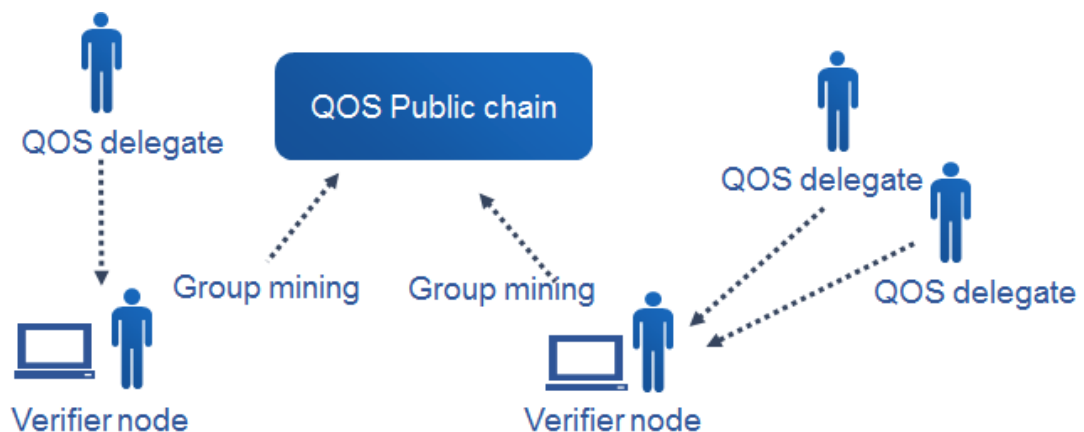 QOS Public chain
QOS delegate
QOS delegate
QOS delegate
Group mining
Group mining
Verifier node
Verifier node